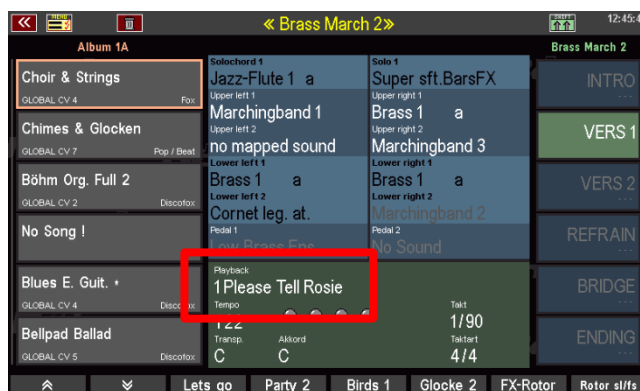 MENU
« Brass March 2»
SHIFT
12:45:4
Album 1A
Brass March 2
Choir & Strings
GLOBAL CV 4 Fox
Chimes & Glocken
GLOBAL CV 7 Pop / Beat
Böhm Org. Full 2
GLOBAL CV 2 Discofox
No Song !
Blues E. Guit. *
GLOBAL CV 4 Discofox
Bellpad Ballad
GLOBAL CV 5 Discofox
Solochord 1
Jazz-Flute 1 a
Solo 1
Super sft.BarsFX
Upper left 1
Marchingband 1
Upper right 1
Brass 1 a
Upper left 2
no mapped sound
Upper right 2
Marchingband 3
Lower left 1
Brass 1 a
Lower right 1
Brass 1 a
Lower left 2
Cornet leg. at.
Lower right 2
Marchingband 2
Pedal 1
Low Brass Ens
Pedal 2
No Sound
Playback
1Please Tell Rosie
Tempo
122
Takt
1/90
Transp.
C
Akkord
C
Taktart
4/4
INTRO
VERS 1
VERS 2
REFRAIN
BRIDGE
ENDING
Lets go Party 2 Birds 1 Glocke 2 FX-Rotor Rotor sl/fs